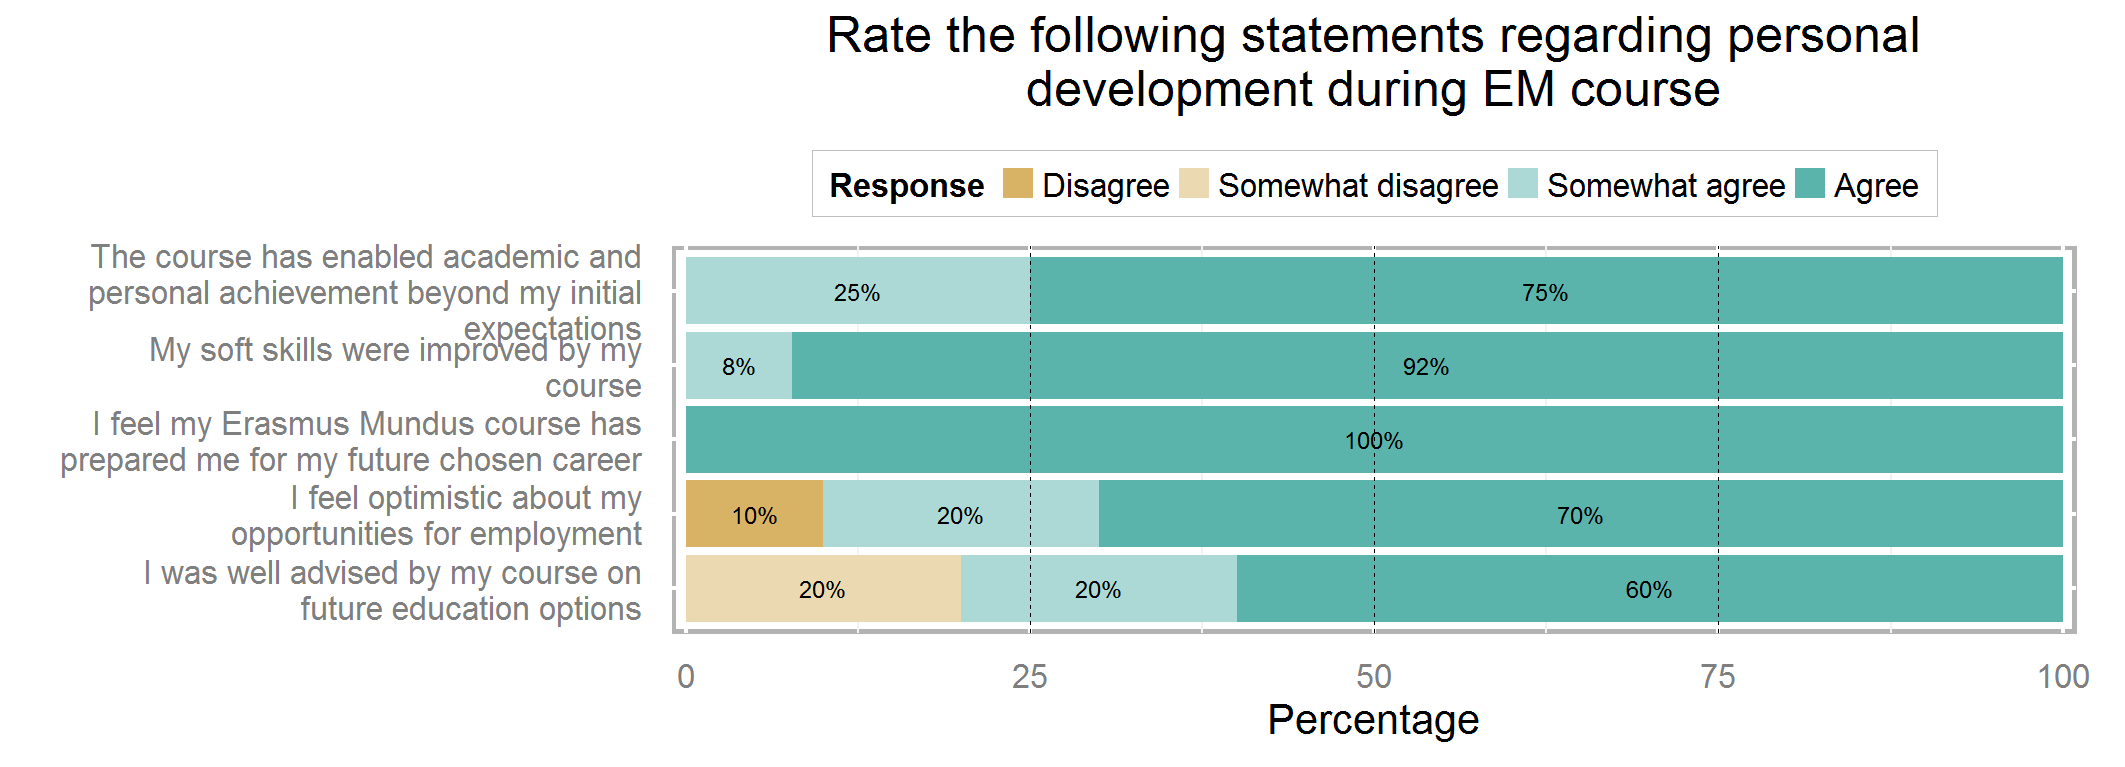 Rate the following statements regarding personal
development during EM course
Response Disagree Somewhat disagree Somewhat agree Agree
The course has enabled academic and
personal achievement beyond my initial
expectations
25% 75%
My soft skills were improved by my
course
8% 92%
I feel my Erasmus Mundus course has
prepared me for my future chosen career
100%
I feel optimistic about my
opportunities for employment
10% 20% 70%
I was well advised by my course on
future education options
20% 20% 60%
0 25 50 75 100
Percentage